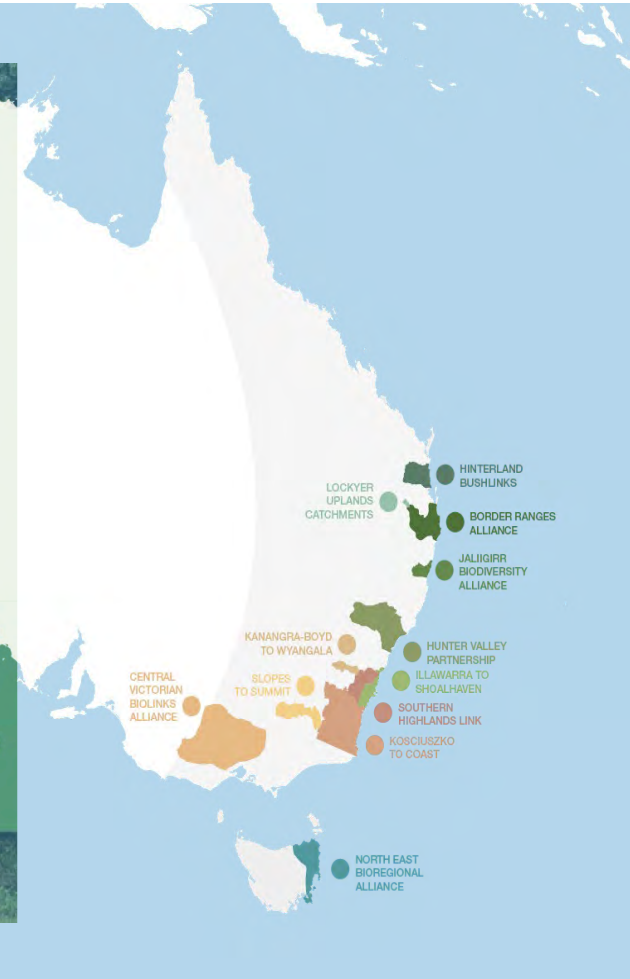 HINTERLAND
BUSHLINKS
LOCKYER
UPLANDS
CATCHMENTS
BORDER RANGES
ALLIANCE
JALIIGIRR
BIODIVERSITY
ALLIANCE
KANANGRA-BOYD
TO WYANGALA
HUNTER VALLEY
PARTNERSHIP
ILLAWARRA TO
SHOALHAVEN
SLOPES
TO SUMMIT
CENTRAL
VICTORIAN
BIOLINKS
ALLIANCE
SOUTHERN
HIGHLANDS LINK
KOSCIUSZKO
TO COAST
NORTH EAST
BIOREGIONAL
ALLIANCE